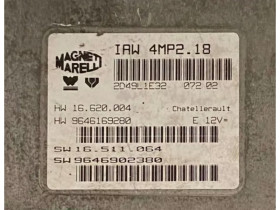 MAGNETI
MARELLI
IAW 4MP2.18
2D49L1E32 072 02
HW 16.620.004 Chatellerault
HW 9646169280 E 12V=
SW 16.511.064
SW 9646902380